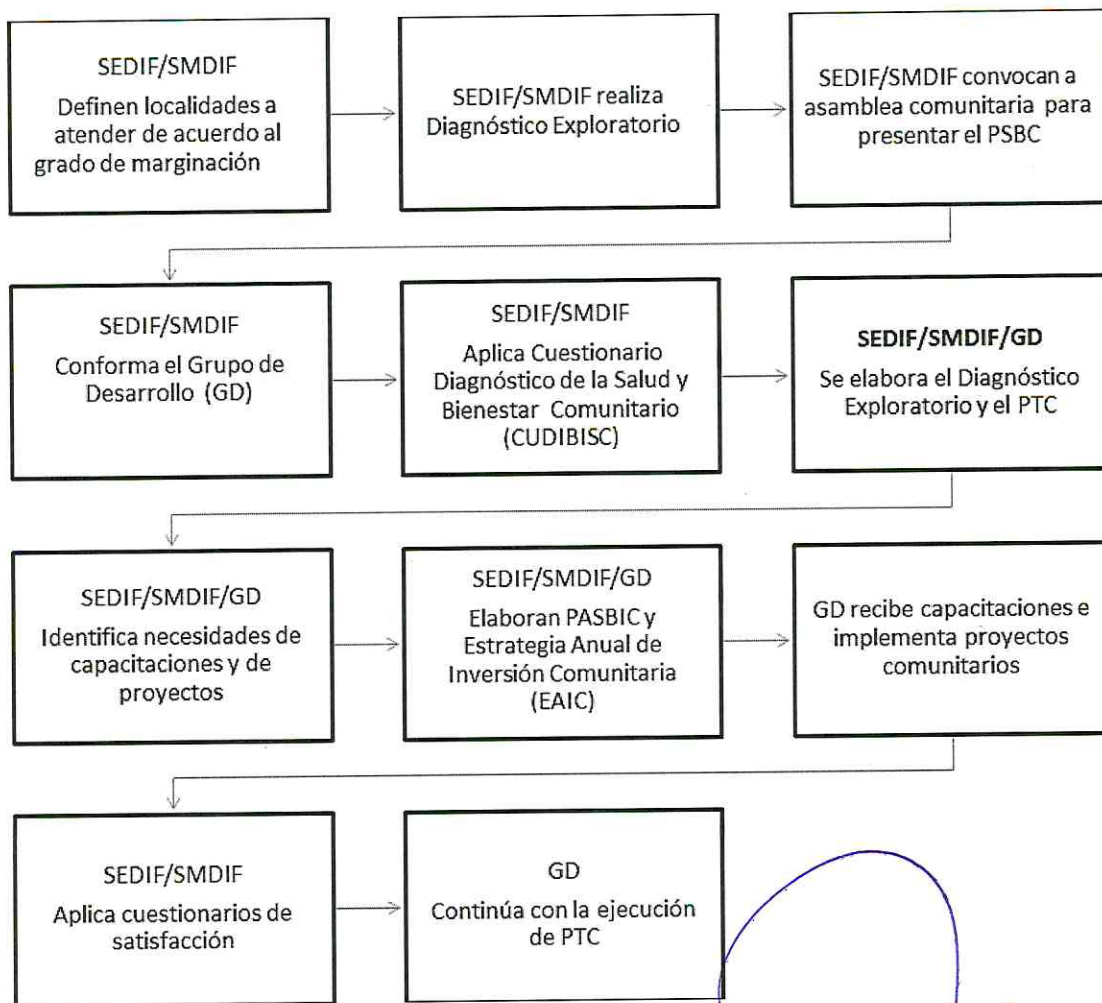 SEDIF/SMDIF
Definen localidades a
atender de acuerdo al
grado de marginación
SEDIF/SMDIF realiza
Diagnóstico Exploratorio
SEDIF/SMDIF convocan a
asamblea comunitaria para
presentar el PSBC
SEDIF/SMDIF
Conforma el Grupo de
Desarrollo (GD)
SEDIF/SMDIF
Aplica Cuestionario
Diagnóstico de la Salud y
Bienestar Comunitario
(CUDIBISC)
SEDIF/SMDIF/GD
Se elabora el Diagnóstico
Exploratorio y el PTC
SEDIF/SMDIF/GD
Identifica necesidades de
capacitaciones y de
proyectos
SEDIF/SMDIF/GD
Elaboran PASBIC y
Estrategia Anual de
Inversión Comunitaria
(EAIC)
GD recibe capacitaciones e
implementa proyectos
comunitarios
SEDIF/SMDIF
Aplica cuestionarios de
satisfacción
GD
Continúa con la ejecución
de PTC